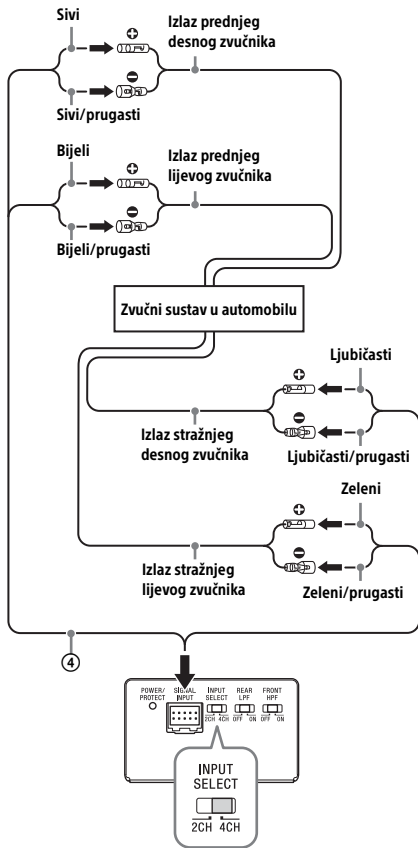 Sivi
Izlaz prednjeg
desnog zvučnika
Sivi/prugasti
Bijeli
Izlaz prednjeg
lijevog zvučnika
Bijeli/prugasti
Zvučni sustav u automobilu
Ljubičasti
Izlaz stražnjeg
desnog zvučnika
Ljubičasti/prugasti
Zeleni
Izlaz stražnjeg
lijevog zvučnika
Zeleni/prugasti
④
POWER/
PROTECT
SIGNAL
INPUT
INPUT
SELECT
2CH 4CH
REAR
LPF
OFF ON
FRONT
HPF
OFF ON
INPUT
SELECT
2CH 4CH